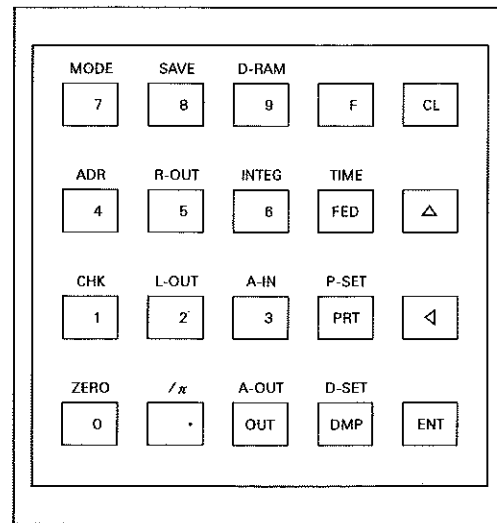 MODE SAVE D-RAM
7 8 9 F CL
ADR R-OUT INTEG TIME
4 5 6 FED △
CHK L-OUT A-IN P-SET
1 2 3 PRT ◁
ZERO /π A-OUT D-SET
0 · OUT DMP ENT